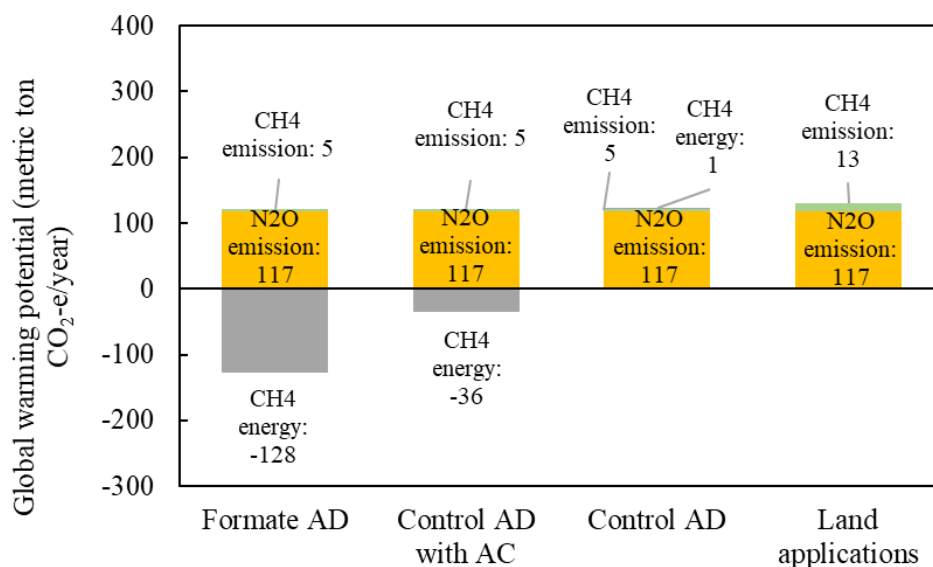 Global warming potential (metric ton
CO₂-e/year)
400
300
200
100
0
-100
-200
-300
CH4
emission: 5
N2O
emission:
117
CH4
energy:
-128
CH4
emission: 5
N2O
emission:
117
CH4
energy:
-36
CH4
emission:
5
CH4
energy:
1
N2O
emission:
117
CH4
emission:
13
N2O
emission:
117
Formate AD
Control AD
with AC
Control AD
Land
applications